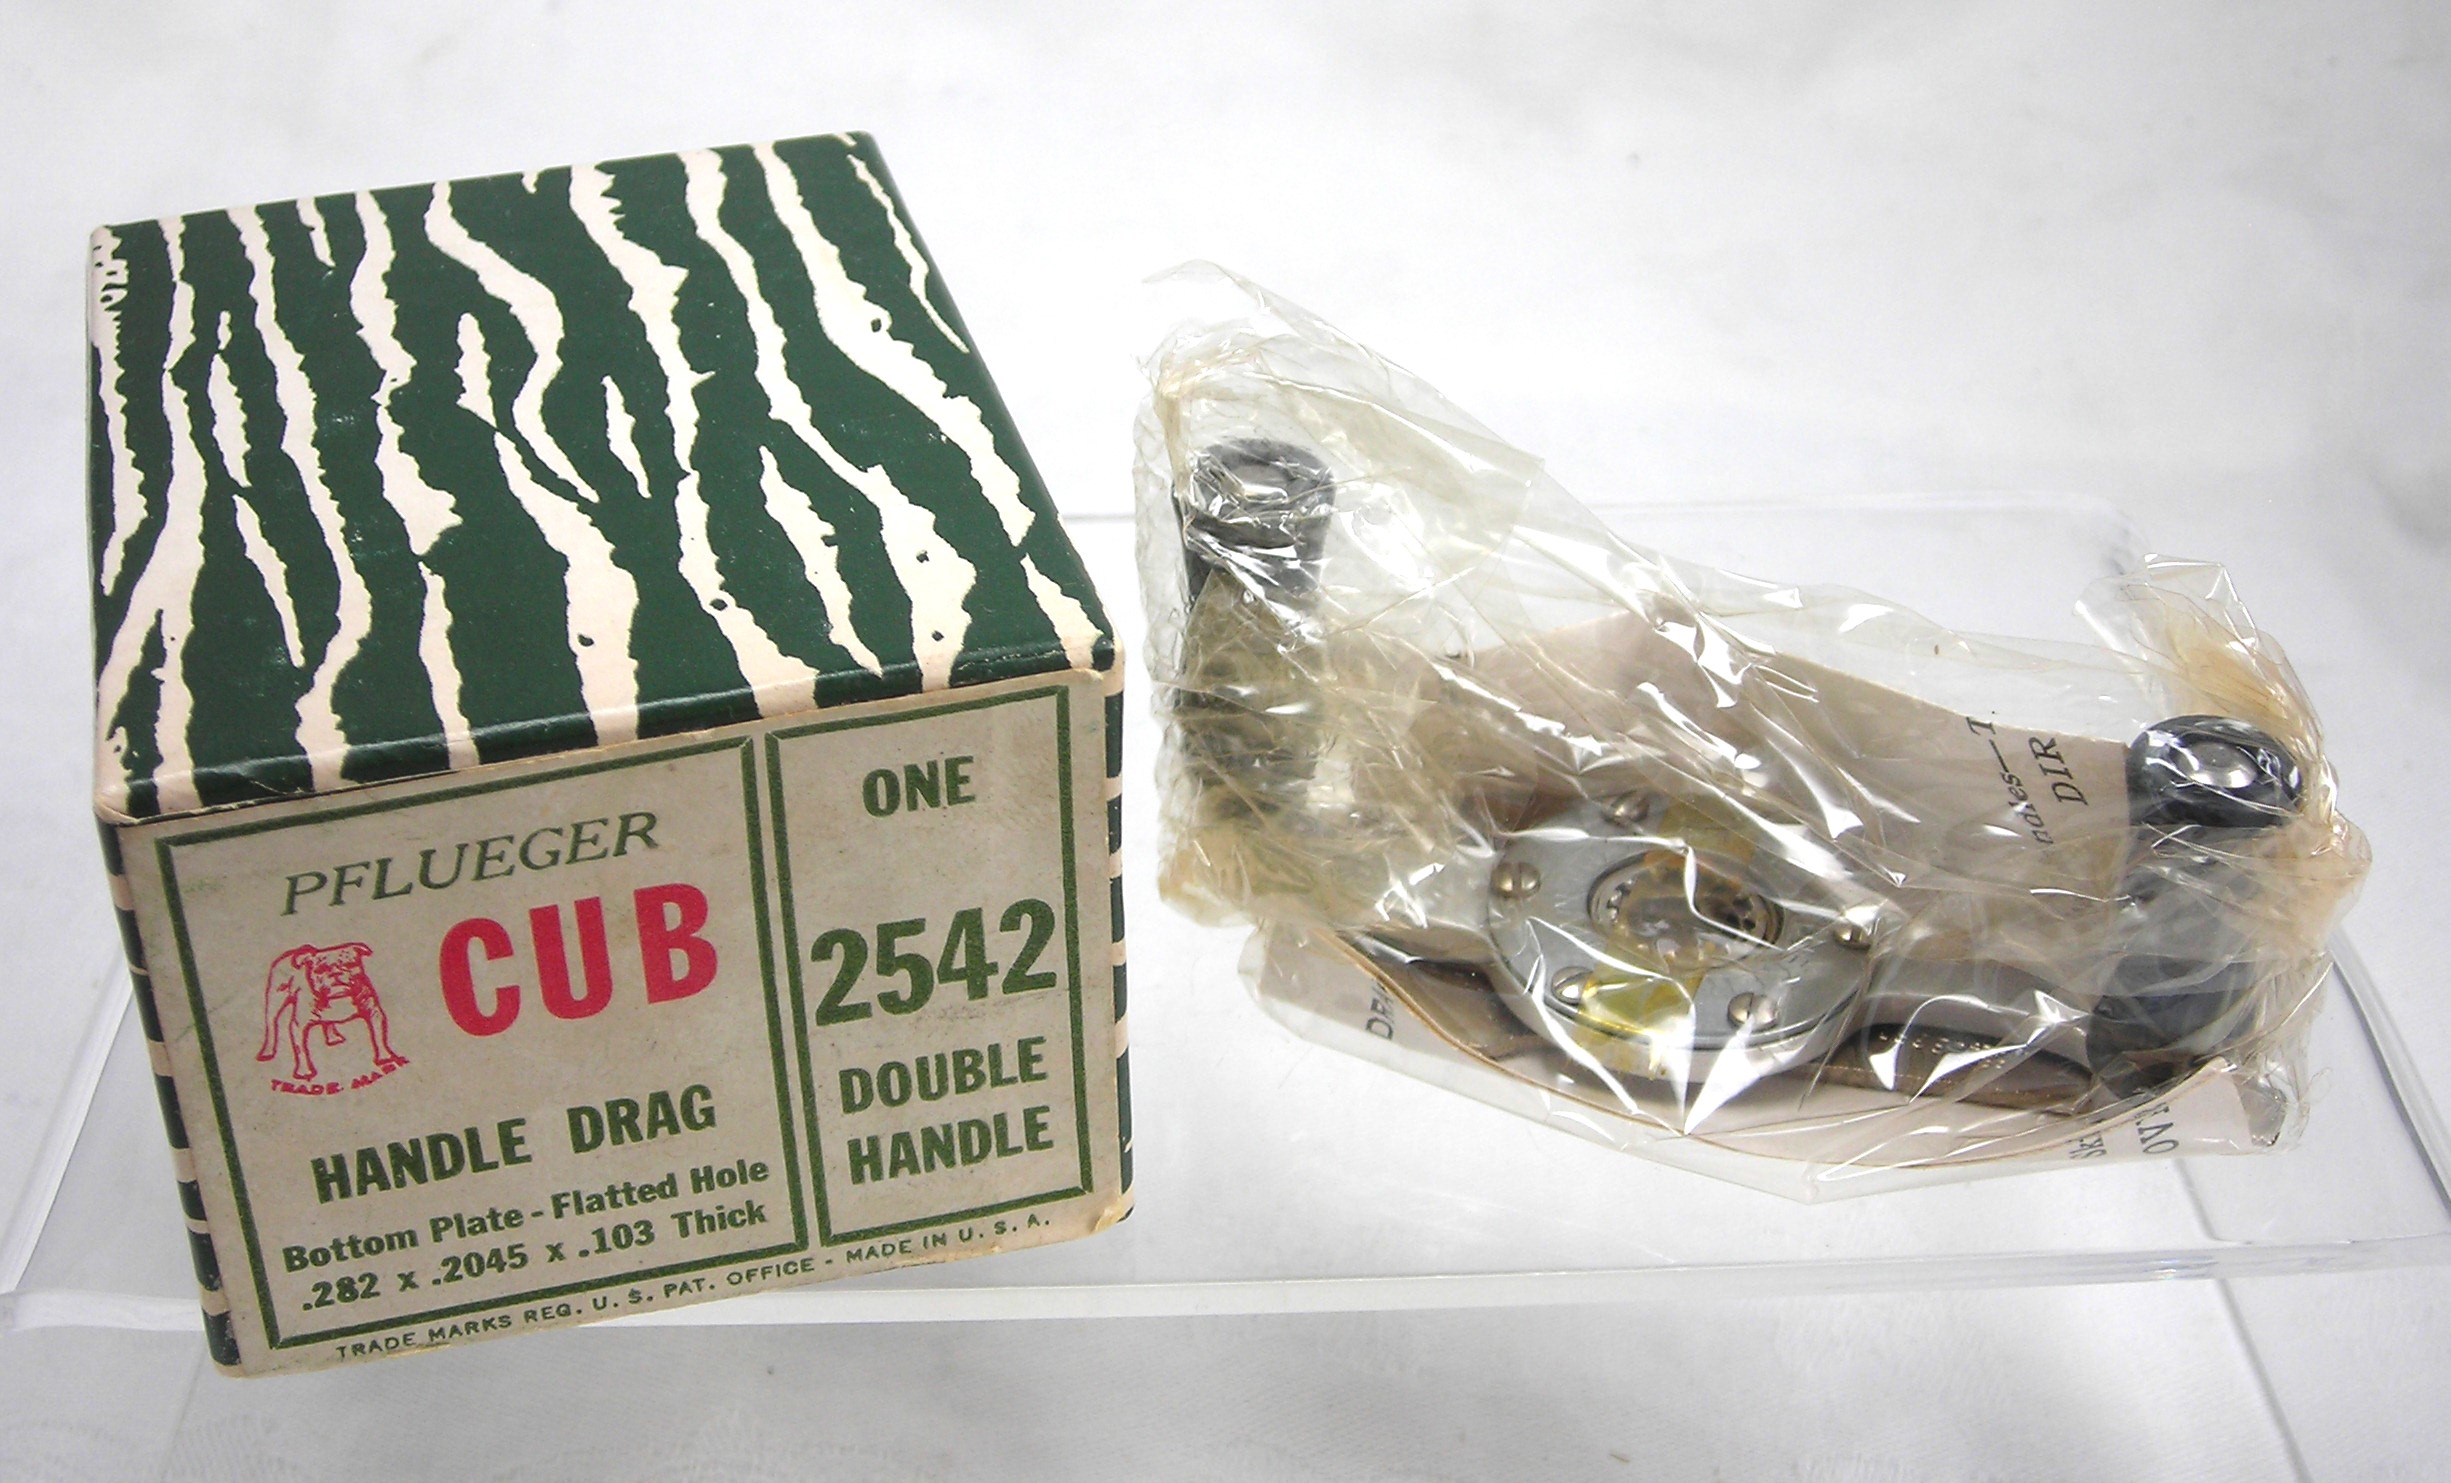 PFLUEGER
CUB
TRADE MARK
HANDLE DRAG
Bottom Plate - Flatted Hole
.282 x .2045 x .103 Thick
ONE
2542
DOUBLE
HANDLE
TRADE MARKS REG. U. S. PAT. OFFICE - MADE IN U. S. A.
DIR